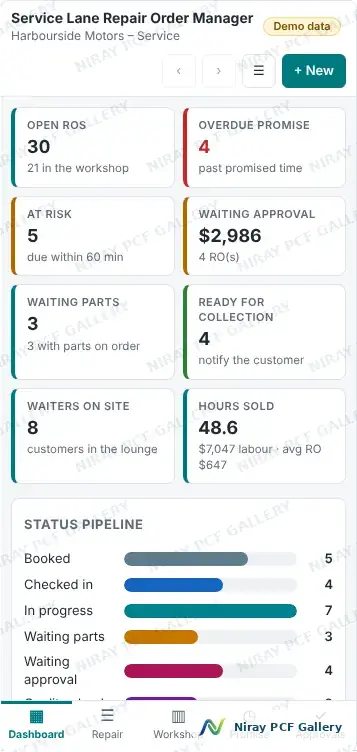 Service Lane Repair Order Manager
Harbourside Motors – Service
Demo data
‹ › ☰ + New
OPEN ROS
30
21 in the workshop
OVERDUE PROMISE
4
past promised time
AT RISK
5
due within 60 min
WAITING APPROVAL
$2,986
4 RO(s)
WAITING PARTS
3
3 with parts on order
READY FOR
COLLECTION
4
notify the customer
WAITERS ON SITE
8
customers in the lounge
HOURS SOLD
48.6
$7,047 labour · avg RO
$647
STATUS PIPELINE
Booked 5
Checked in 4
In progress 7
Waiting parts 3
Waiting
approval 4
Dashboard
Repair
Niray PCF Gallery
NIRAY PCF GALLERY